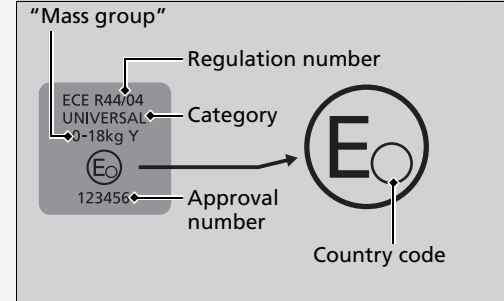 “Mass group”
Regulation number
ECE R44/04
UNIVERSAL
Category
0-18kg Y
E
E
123456
Approval
number
Country code